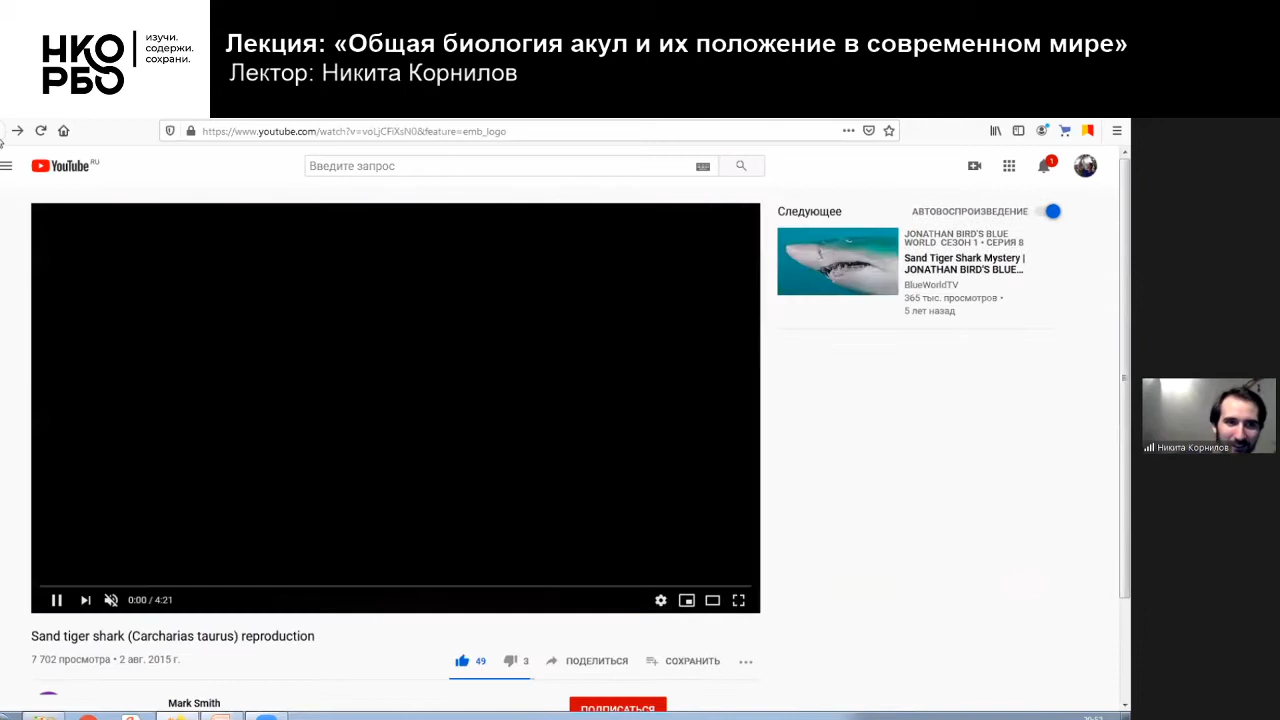 НКО
РБО
изучи.
содержи.
сохрани.
Лекция: «Общая биология акул и их положение в современном мире»
Лектор: Никита Корнилов
https://www.youtube.com/watch?v=voLjCFiXsN0&feature=emb_logo
YouTube RU
Введите запрос
1
Следующее
АВТОВОСПРОИЗВЕДЕНИЕ
JONATHAN BIRD'S BLUE
WORLD СЕЗОН 1 • СЕРИЯ 8
Sand Tiger Shark Mystery |
JONATHAN BIRD'S BLUE...
BlueWorldTV
365 тыс. просмотров •
5 лет назад
Никита Корнилов
0:00 / 4:21
Sand tiger shark (Carcharias taurus) reproduction
7 702 просмотра • 2 авг. 2015 г.
49
3
ПОДЕЛИТЬСЯ
СОХРАНИТЬ
Mark Smith
ПОДПИСАТЬСЯ